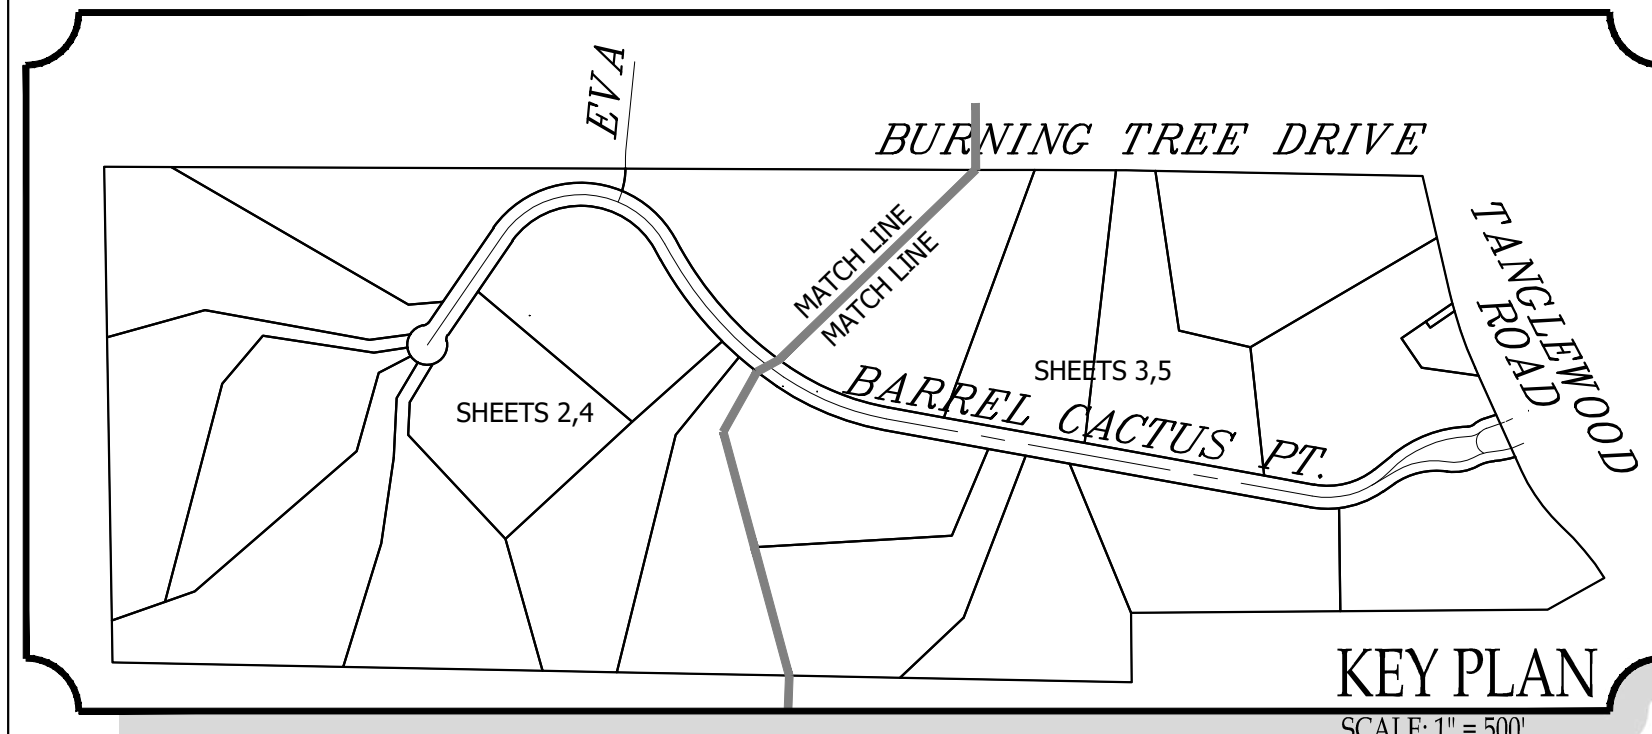 EVA
BURNING TREE DRIVE
MATCH LINE
MATCH LINE
TANGLEWOOD
ROAD
SHEETS 3,5
SHEETS 2,4
BARREL CACTUS PT.
KEY PLAN
SCALE: 1" = 500'